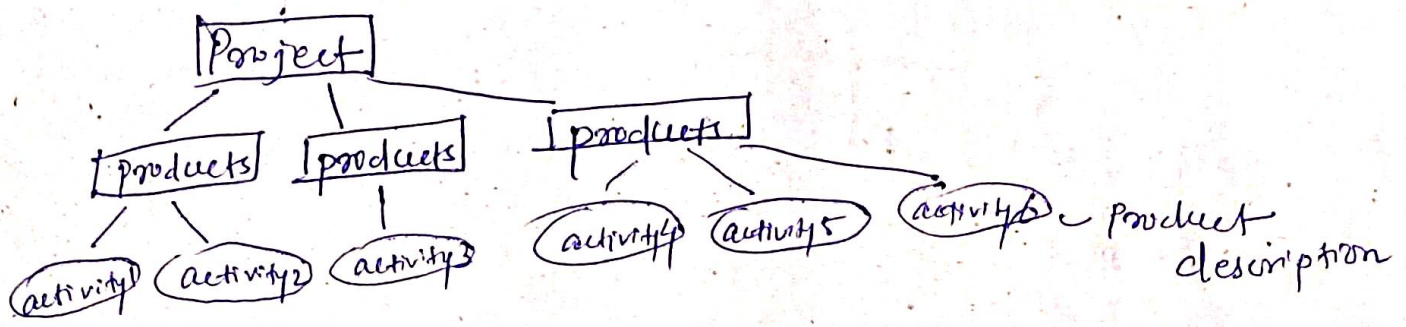 Project
products
products
products
activity1
activity2
activity3
activity4
activity5
activity6
Product
description